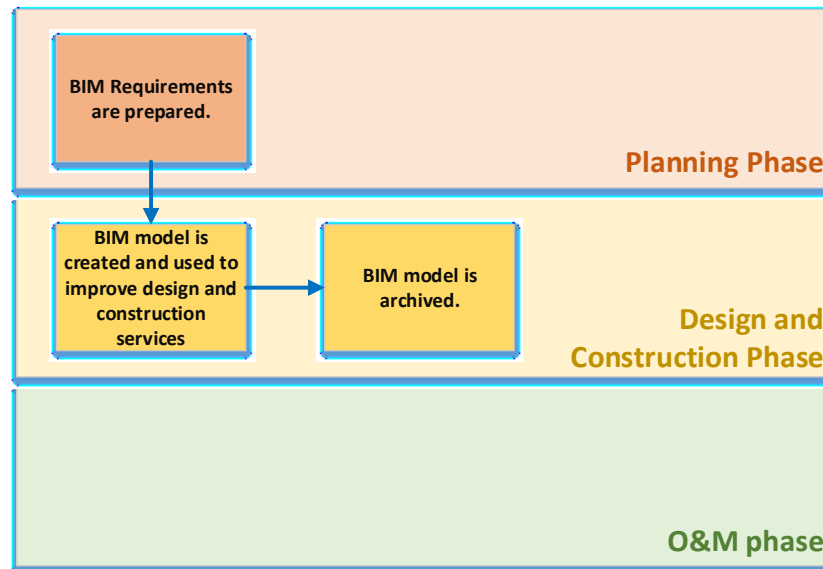 BIM Requirements
are prepared.
Planning Phase
BIM model is
created and used to
improve design and
construction
services
BIM model is
archived.
Design and
Construction Phase
O&M phase